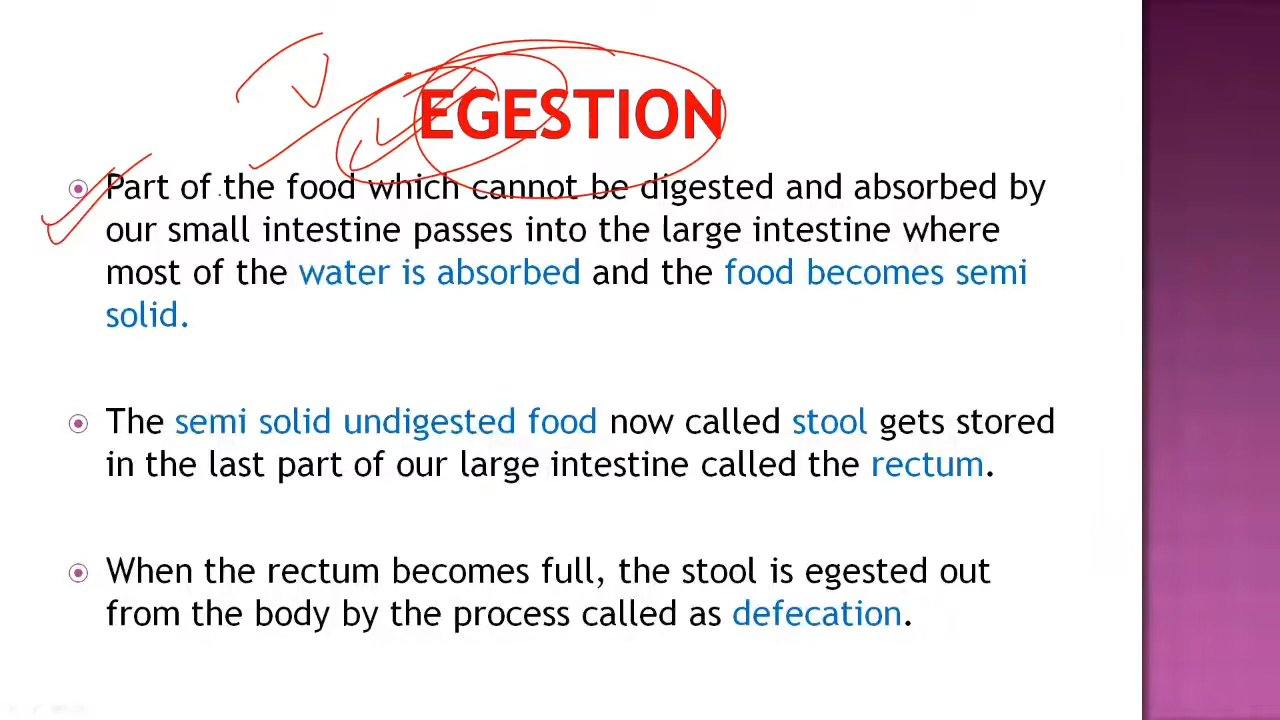 EGESTION
Part of the food which cannot be digested and absorbed by
our small intestine passes into the large intestine where
most of the water is absorbed and the food becomes semi
solid.
The semi solid undigested food now called stool gets stored
in the last part of our large intestine called the rectum.
When the rectum becomes full, the stool is egested out
from the body by the process called as defecation.